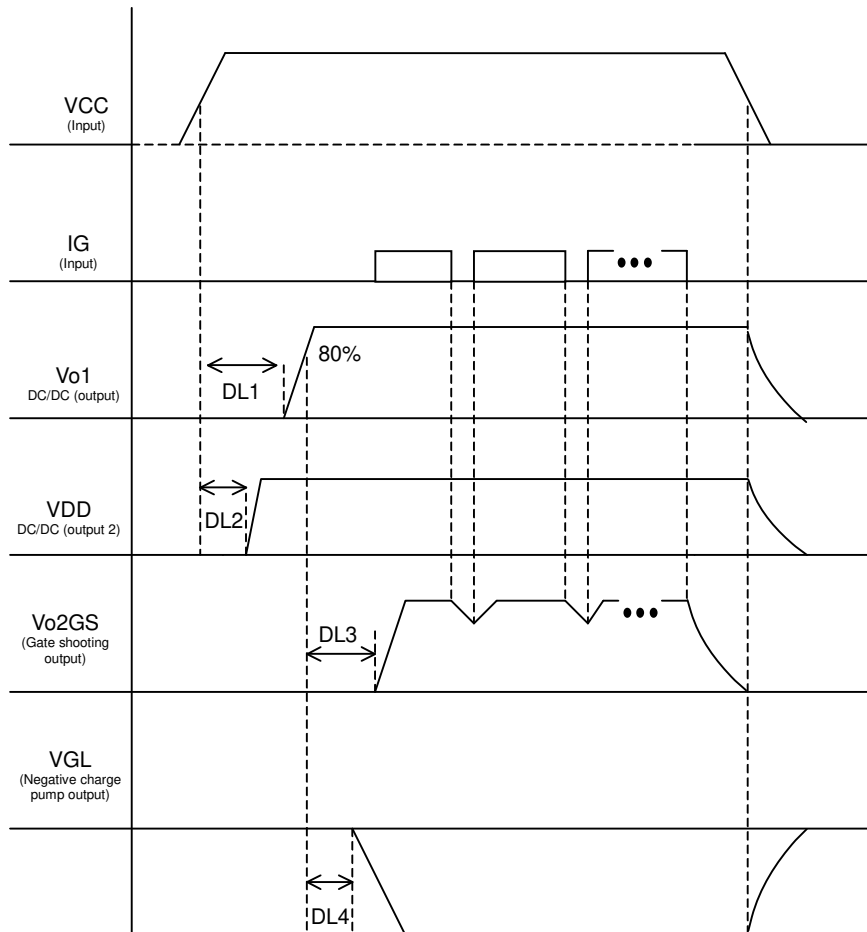 VCC
(Input)
IG
(Input)
•••
Vo1
DC/DC (output)
80%
DL1
VDD
DC/DC (output 2)
DL2
Vo2GS
(Gate shooting
output)
DL3
•••
VGL
(Negative charge
pump output)
DL4